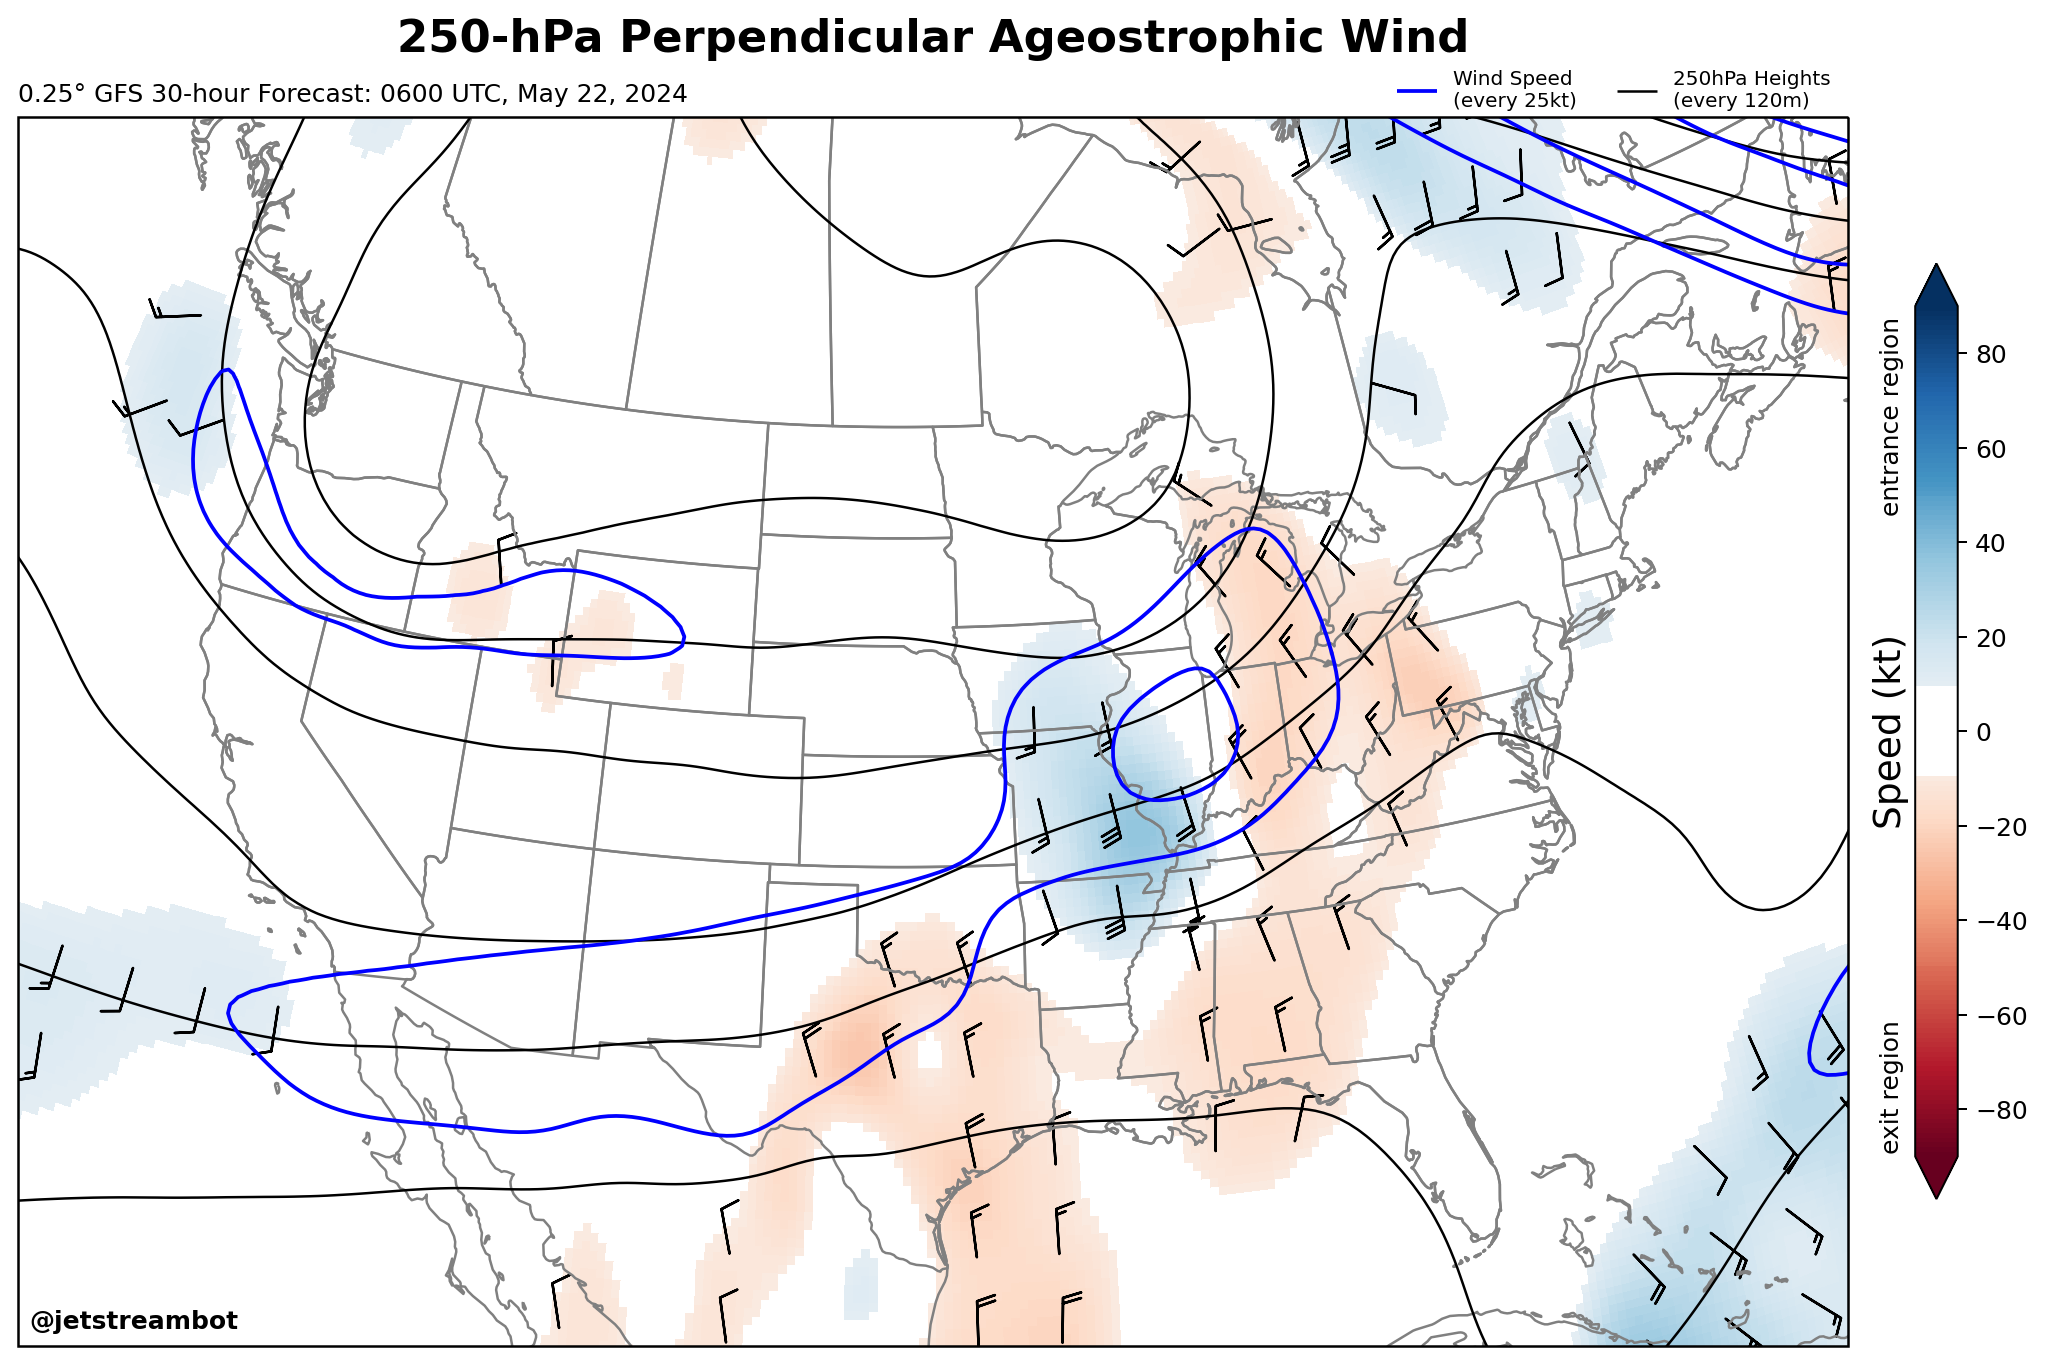 250-hPa Perpendicular Ageostrophic Wind
0.25° GFS 30-hour Forecast: 0600 UTC, May 22, 2024
Wind Speed
(every 25kt)
250hPa Heights
(every 120m)
entrance region
Speed (kt)
exit region
80
60
40
20
0
−20
−40
−60
−80
@jetstreambot